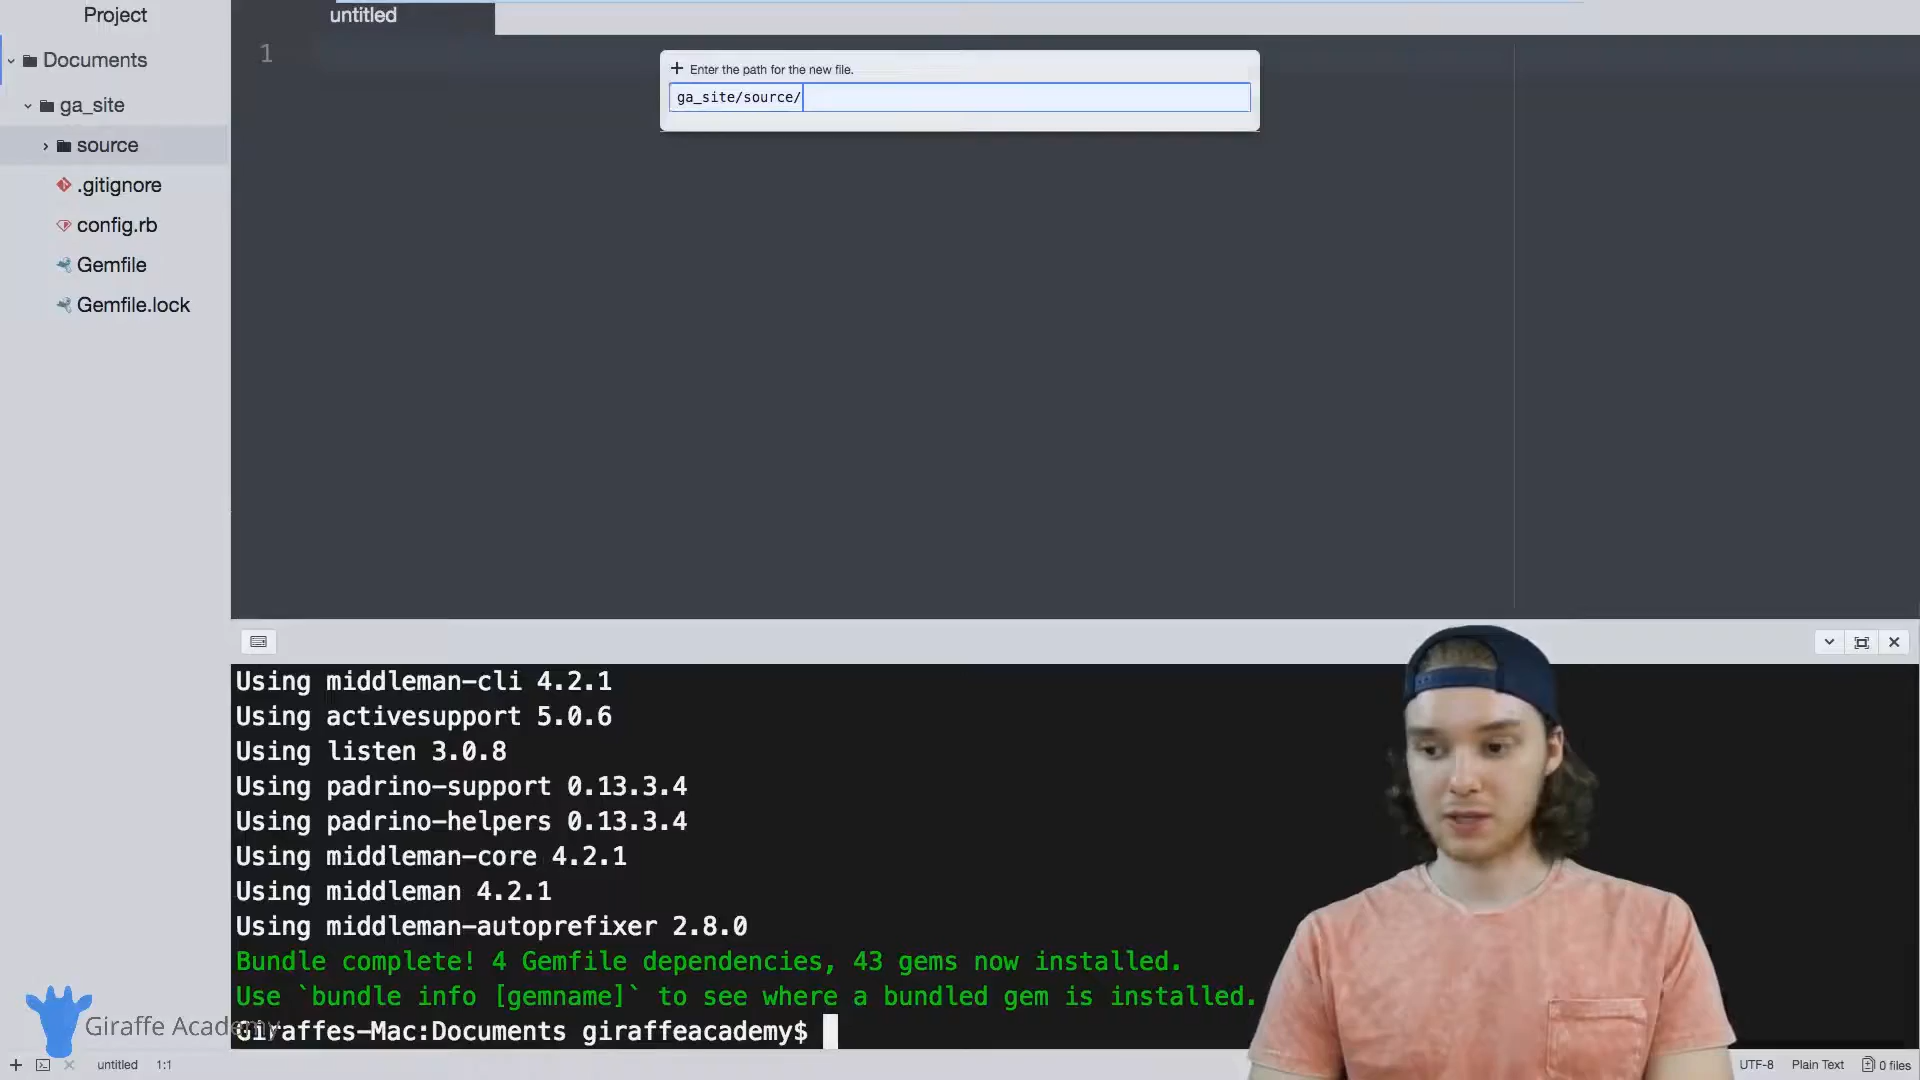 Project
untitled
Documents
ga_site
source
.gitignore
config.rb
Gemfile
Gemfile.lock
1
Enter the path for the new file.
ga_site/source/
Using middleman-cli 4.2.1
Using activesupport 5.0.6
Using listen 3.0.8
Using padrino-support 0.13.3.4
Using padrino-helpers 0.13.3.4
Using middleman-core 4.2.1
Using middleman 4.2.1
Using middleman-autoprefixer 2.8.0
Bundle complete! 4 Gemfile dependencies, 43 gems now installed.
Use `bundle info [gemname]` to see where a bundled gem is installed.
Giraffes-Mac:Documents giraffeacademy$
Giraffe Academy
untitled 1:1
UTF-8 Plain Text 0 files